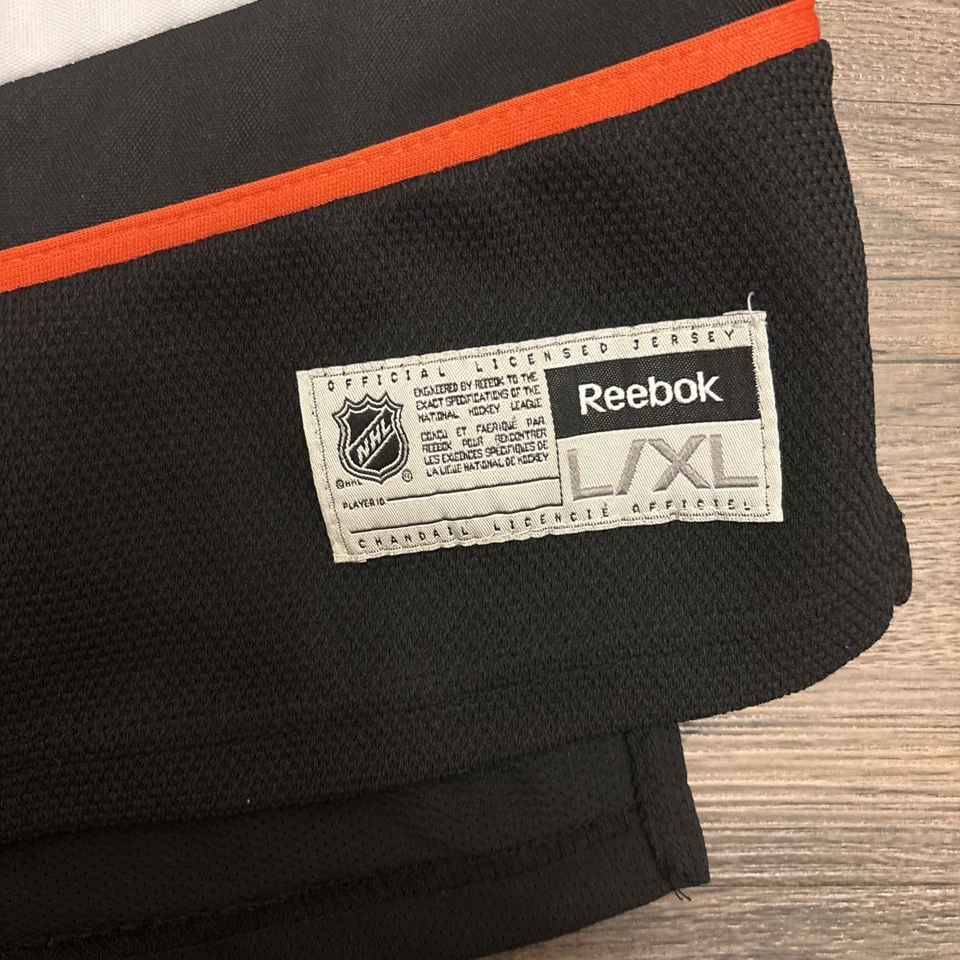 OFFICIAL LICENSED JERSEY
ENGINEERED BY REEBOK TO THE
EXACT SPECIFICATIONS OF THE
NATIONAL HOCKEY LEAGUE
CONÇU ET FABRIQUÉ PAR
REEBOK POUR RENCONTRER
LES EXIGENCES SPÉCIFIQUES DE
LA LIGUE NATIONAL DE HOCKEY
NHL
©NHL
®
PLAYER ID
Reebok
L/XL
CHANDAIL LICENCIÉ OFFICIEL